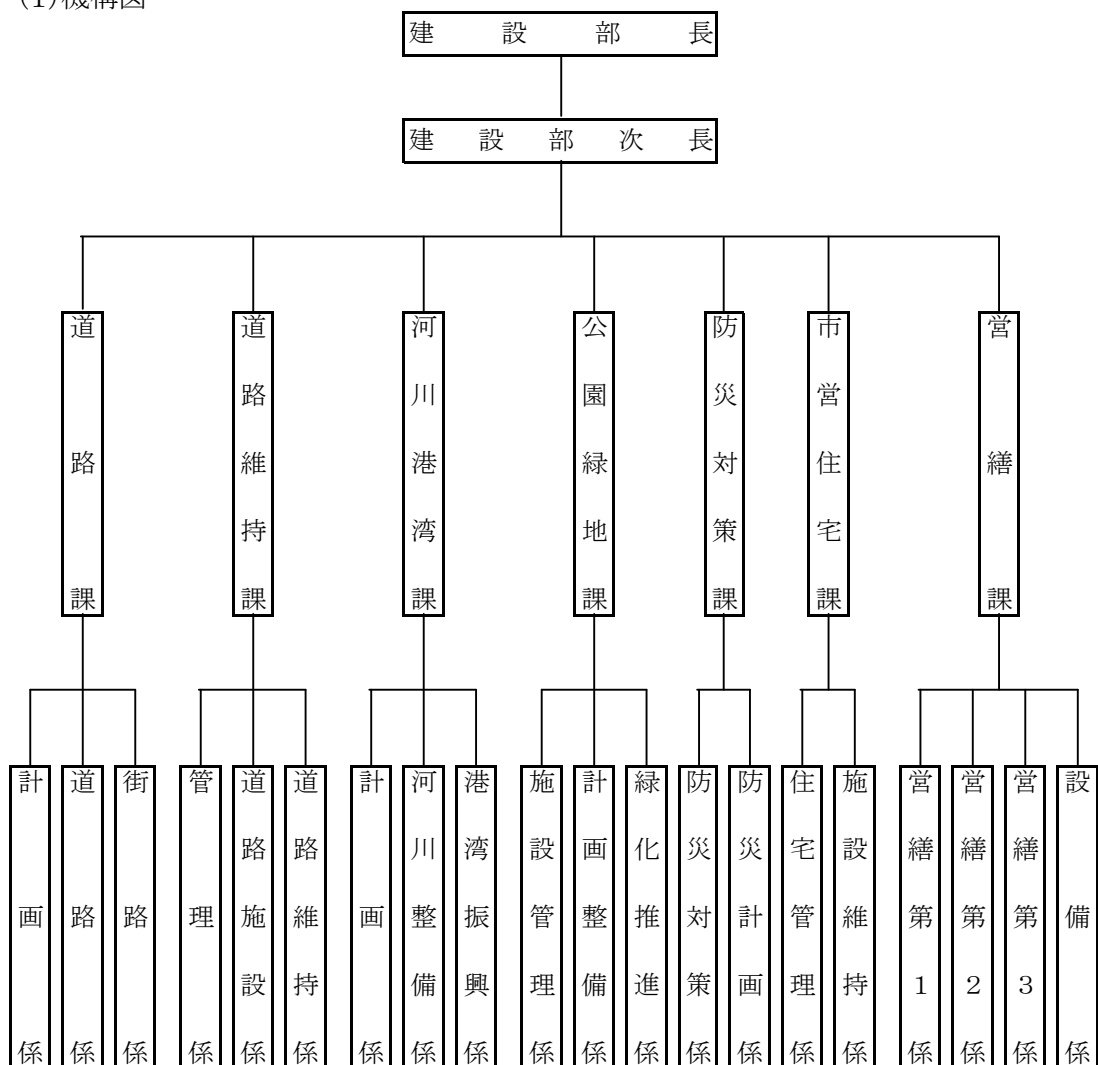 (1)機構図
建設部長
建設部次長
道路課
道路維持課
河川港湾課
公園緑地課
防災対策課
市営住宅課
営繕課
計画係
道路係
街路係
管理係
道路施設係
道路維持係
計画係
河川整備係
港湾振興係
施設管理係
計画整備係
緑化推進係
防災対策係
防災計画係
住宅管理係
施設維持係
営繕第1係
営繕第2係
営繕第3係
設備係